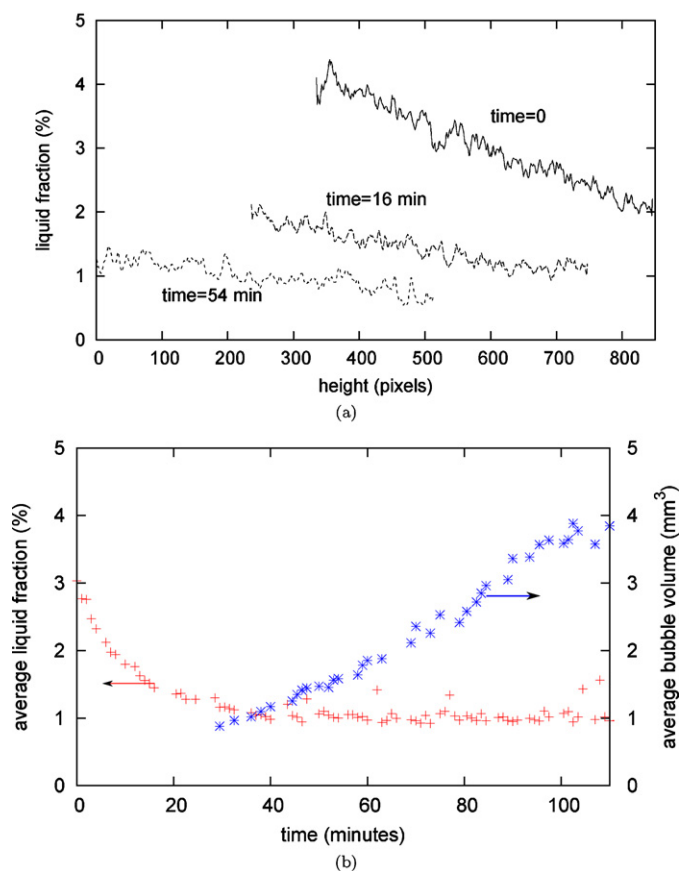 5
4
3
2
1
0
liquid fraction (%)
time=0
time=16 min
time=54 min
0 100 200 300 400 500 600 700 800
height (pixels)
(a)
5
4
3
2
1
0
average liquid fraction (%)
5
4
3
2
1
0
average bubble volume (mm³)
0 20 40 60 80 100
time (minutes)
(b)